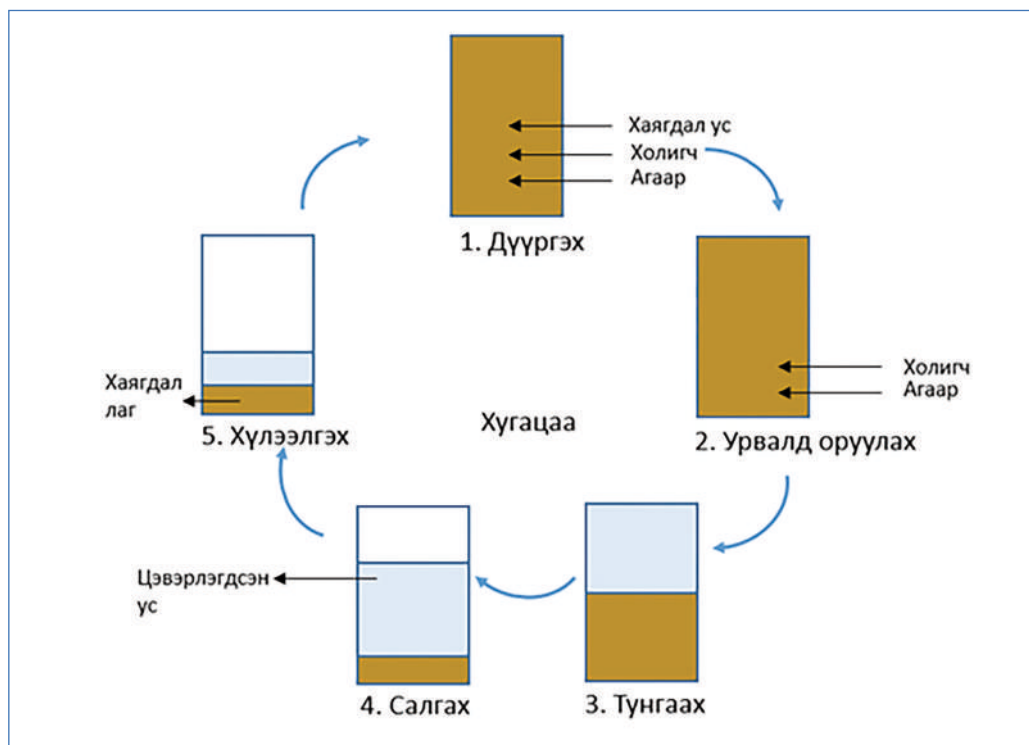 Хаягдал ус
Холигч
Агаар
1. Дүүргэх
Холигч
Агаар
2. Урвалд оруулах
3. Тунгаах
Цэвэрлэгдсэн
ус
4. Салгах
Хаягдал
лаг
5. Хүлээлгэх
Хугацаа